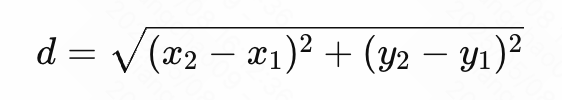 d = √((x₂ − x₁)² + (y₂ − y₁)²)